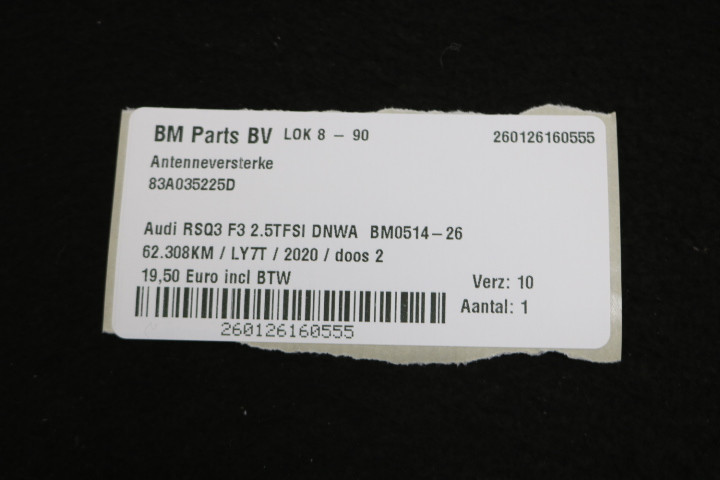 BM Parts BV LOK 8 - 90 260126160555
Antenneversterke
83A035225D
Audi RSQ3 F3 2.5TFSI DNWA BM0514-26
62.308KM / LY7T / 2020 / doos 2
19,50 Euro incl BTW Verz: 10
Aantal: 1
260126160555